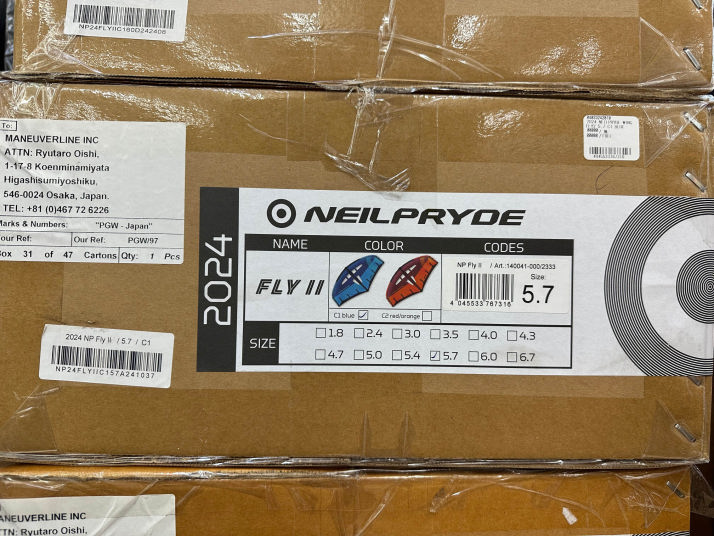 NP24FLYIIC160D242408
To:
MANEUVERLINE INC
ATTN: Ryutaro Oishi,
1-17-8 Koenminamiyata
Higashisumiyoshiku,
546-0024 Osaka, Japan.
TEL: +81 (0)467 72 6226
Marks & Numbers: "PGW - Japan"
our Ref: Our Ref: PGW/97
Box 31 of 47 Cartons Qty: 1 Pcs
2024 NP Fly II / 5.7 / C1
NP24FLYIIC157A241037
2024
NEILPRYDE
NAME COLOR CODES
FLY II
C1 blue C2 red/orange
NP Fly II / Art.:140041-000/2333
Size:
5.7
4 045533 767316
SIZE
1.8 2.4 3.0 3.5 4.0 4.3
4.7 5.0 5.4 5.7 6.0 6.7
MANEUVERLINE INC
ATTN: Ryutaro Oishi,